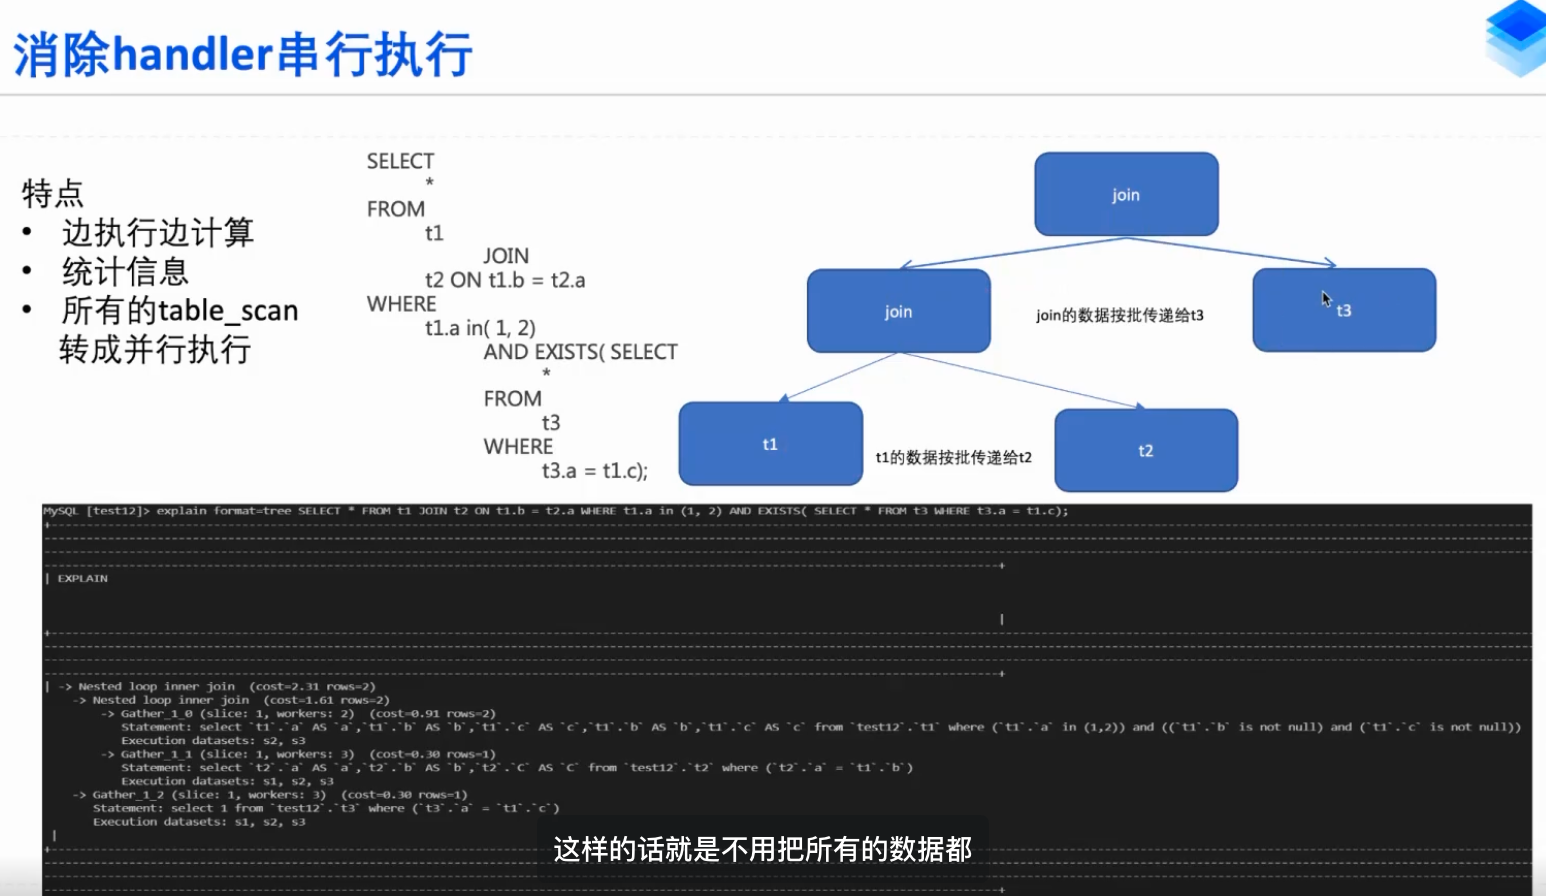 消除handler串行执行
特点
• 边执行边计算
• 统计信息
• 所有的table_scan
转成并行执行
SELECT
*
FROM
t1
JOIN
t2 ON t1.b = t2.a
WHERE
t1.a in( 1, 2)
AND EXISTS( SELECT
*
FROM
t3
WHERE
t3.a = t1.c);
join
join
join的数据按批传递给t3
t3
t1
t1的数据按批传递给t2
t2
MySQL [test12]> explain format=tree SELECT * FROM t1 JOIN t2 ON t1.b = t2.a WHERE t1.a in (1, 2) AND EXISTS( SELECT * FROM t3 WHERE t3.a = t1.c);
| EXPLAIN
|
| -> Nested loop inner join (cost=2.31 rows=2)
-> Nested loop inner join (cost=1.61 rows=2)
-> Gather_1_0 (slice: 1, workers: 2) (cost=0.91 rows=2)
Statement: select `t1`.`a` AS `a`,`t1`.`b` AS `b`,`t1`.`c` AS `c`,`t1`.`b` AS `b`,`t1`.`c` AS `c` from `test12`.`t1` where (`t1`.`a` in (1,2)) and ((`t1`.`b` is not null) and (`t1`.`c` is not null))
Execution datasets: s2, s3
-> Gather_1_1 (slice: 1, workers: 3) (cost=0.30 rows=1)
Statement: select `t2`.`a` AS `a`,`t2`.`b` AS `b`,`t2`.`C` AS `C` from `test12`.`t2` where (`t2`.`a` = `t1`.`b`)
Execution datasets: s1, s2, s3
-> Gather_1_2 (slice: 1, workers: 3) (cost=0.30 rows=1)
Statement: select 1 from `test12`.`t3` where (`t3`.`a` = `t1`.`c`)
Execution datasets: s1, s2, s3
|
这样的话就是不用把所有的数据都